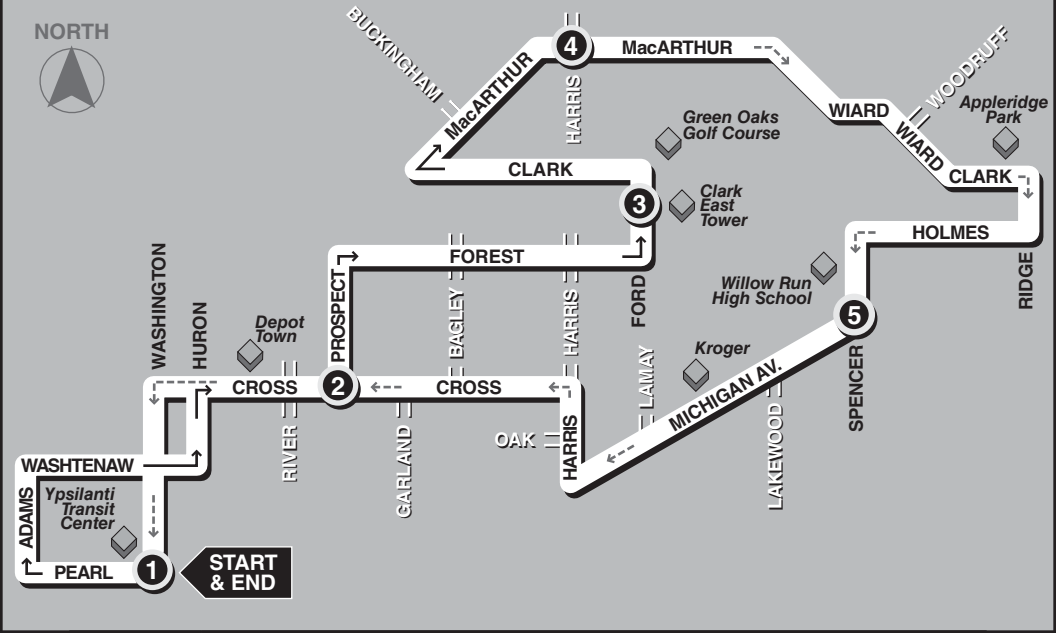 NORTH
BUCKINGHAM
MacARTHUR
4
HARRIS
MacARTHUR
WOODRUFF
WIARD
WIARD
Appleridge
Park
Green Oaks
Golf Course
CLARK
CLARK
3
Clark
East
Tower
HOLMES
RIDGE
FOREST
FORD
Willow Run
High School
5
SPENCER
WASHINGTON
HURON
Depot
Town
PROSPECT
BAGLEY
HARRIS
LAMAY
Kroger
MICHIGAN AV.
LAKEWOOD
CROSS
2
CROSS
RIVER
GARLAND
OAK
HARRIS
WASHTENAW
ADAMS
Ypsilanti
Transit
Center
PEARL
1
START
& END